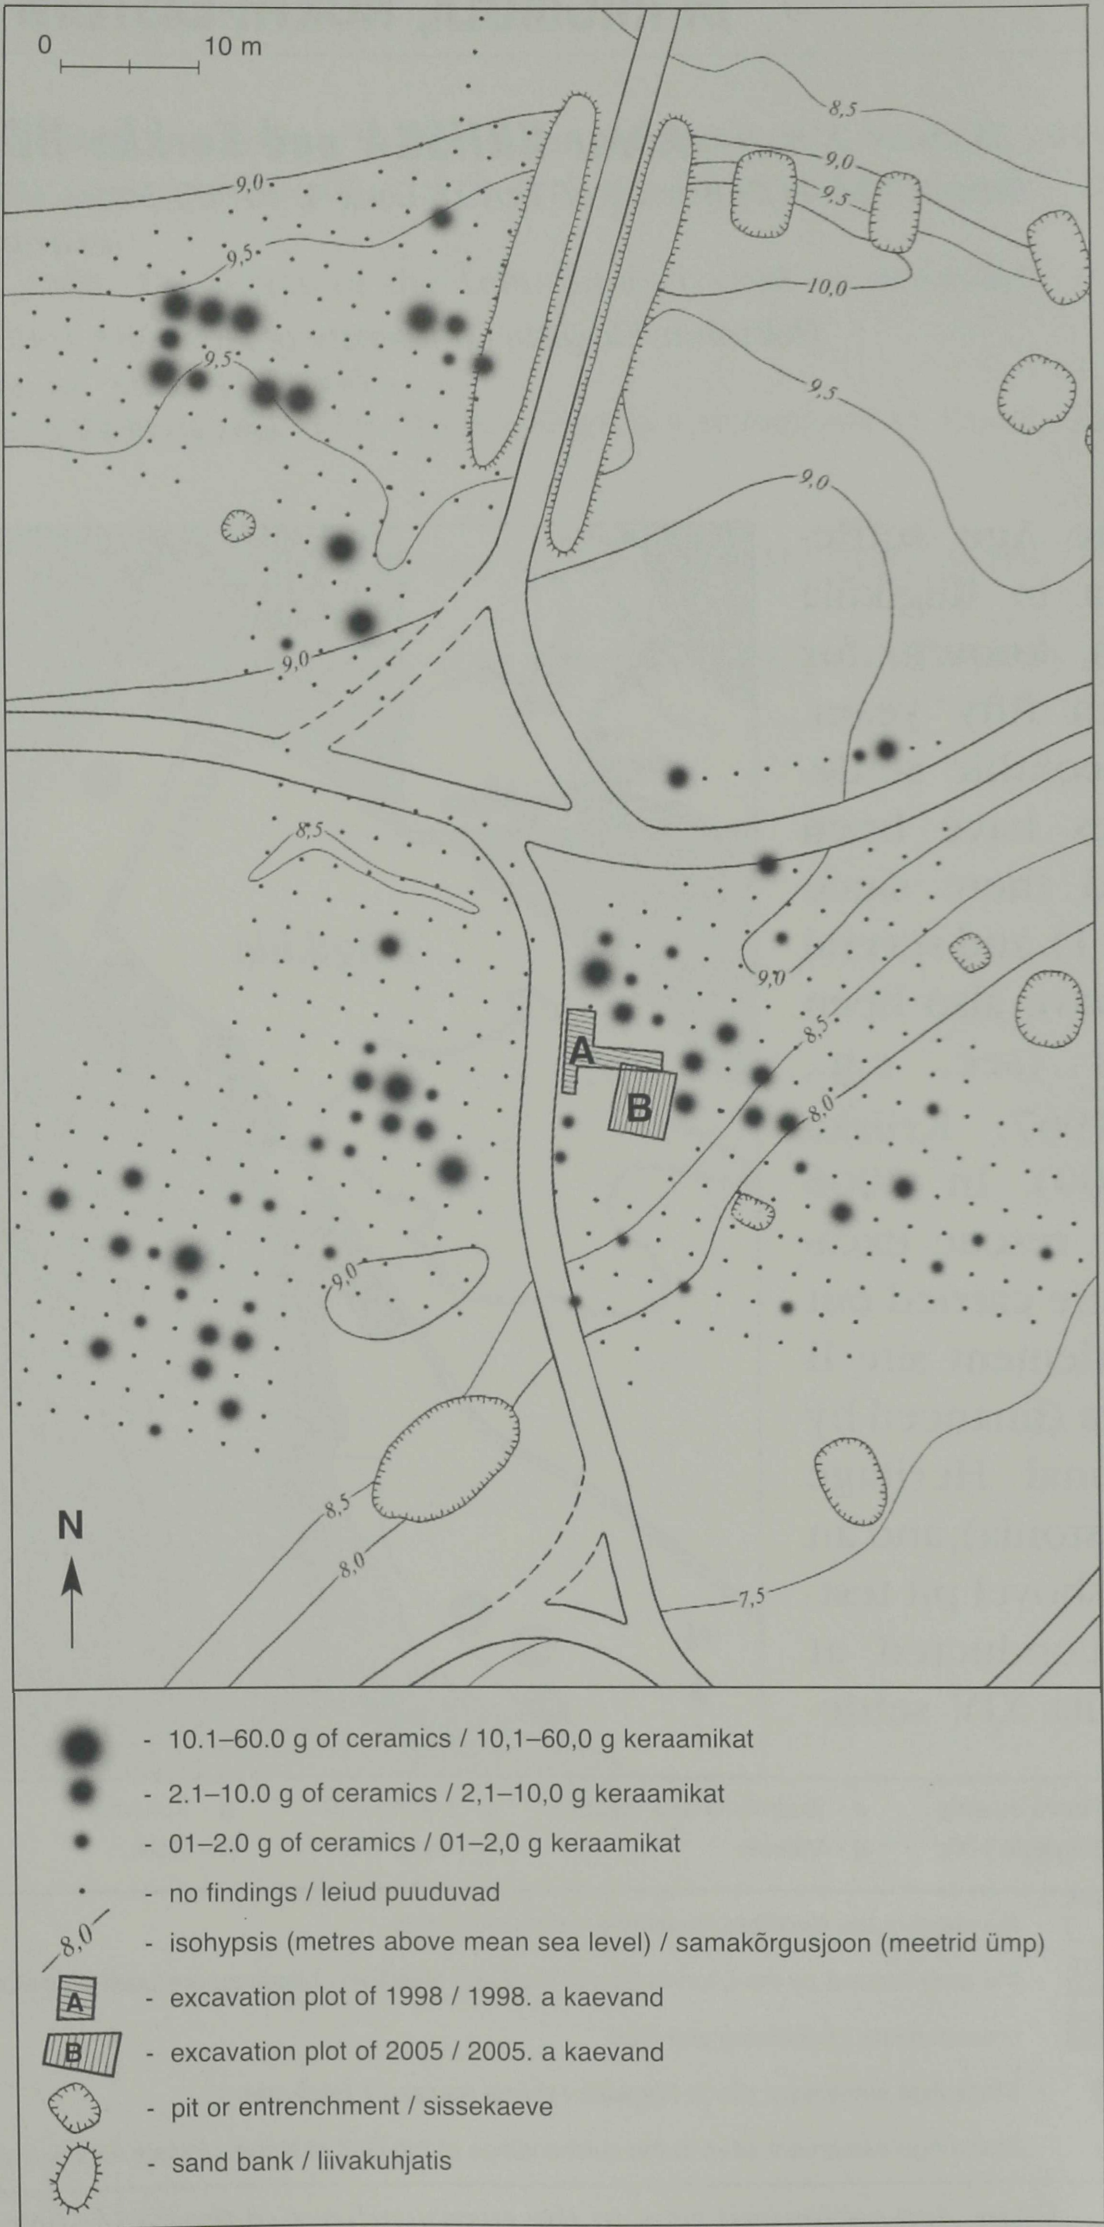 0 10 m
8,5
9,0
9,0
9,5
9,5
10,0
9,5
9,5
9,0
9,0
8,5
9,0
8,5
A
B
8,0
9,0
8,5
N
8,0
7,5
- 10.1–60.0 g of ceramics / 10,1–60,0 g keraamikat
- 2.1–10.0 g of ceramics / 2,1–10,0 g keraamikat
- 01–2.0 g of ceramics / 01–2,0 g keraamikat
- no findings / leiud puuduvad
8,0 - isohypsis (metres above mean sea level) / samakõrgusjoon (meetrid ümp)
A - excavation plot of 1998 / 1998. a kaevand
B - excavation plot of 2005 / 2005. a kaevand
- pit or entrenchment / sissekaeve
- sand bank / liivakuhjatis